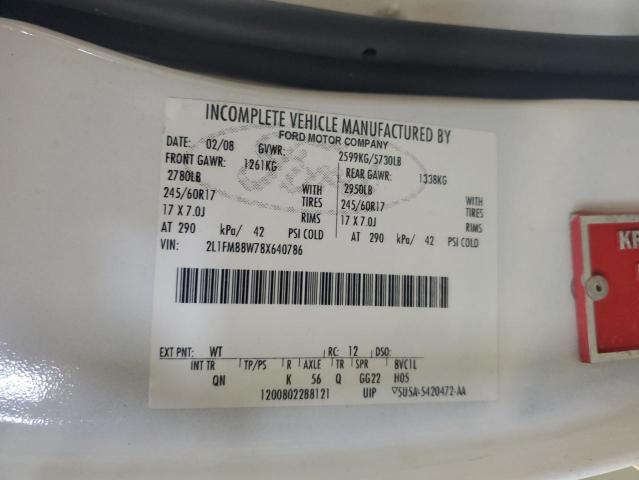 INCOMPLETE VEHICLE MANUFACTURED BY
FORD MOTOR COMPANY
DATE: 02/08 GVWR: 2599KG/5730LB
FRONT GAWR: 1261KG REAR GAWR: 1338KG
2780LB WITH 2950LB WITH
245/60R17 TIRES 245/60R17 TIRES
17 X 7.0J RIMS 17 X 7.0J RIMS
AT 290 kPa/ 42 PSI COLD AT 290 kPa/ 42 PSI COLD
VIN: 2L1FM88W78X640786
EXT PNT: WT RC: 12 DSO:
INT TR TP/PS R AXLE TR SPR BVC1L
QN K 56 Q GG22 H05
1200802288121 UIP ▽5U5A-5420472-AA
KR